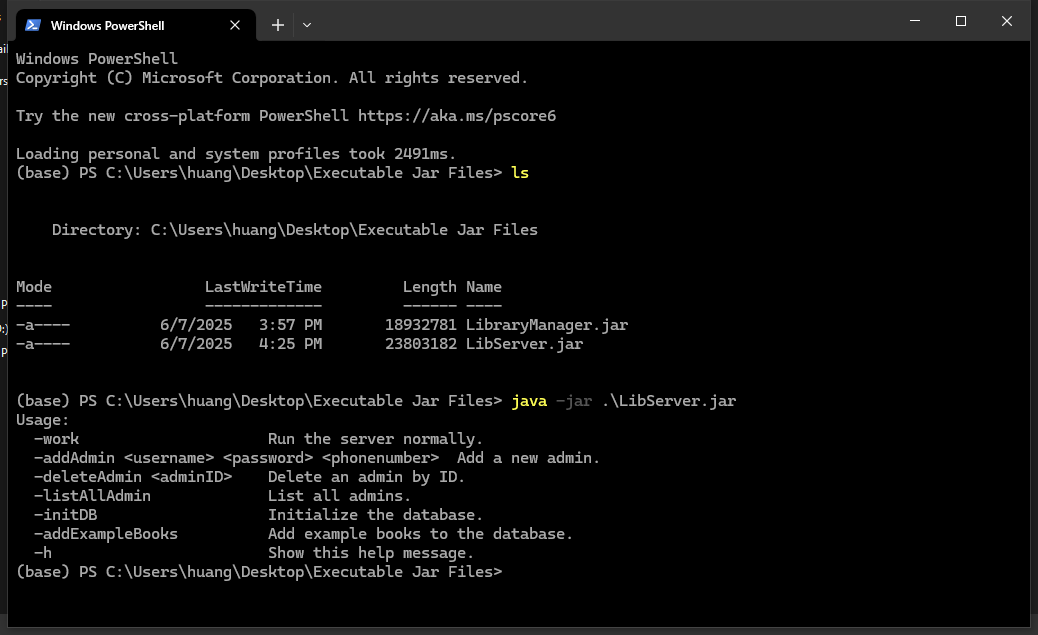 Windows PowerShell
Windows PowerShell
Copyright (C) Microsoft Corporation. All rights reserved.
Try the new cross-platform PowerShell https://aka.ms/pscore6
Loading personal and system profiles took 2491ms.
(base) PS C:\Users\huang\Desktop\Executable Jar Files> ls
Directory: C:\Users\huang\Desktop\Executable Jar Files
Mode LastWriteTime Length Name
---- ------------- ------ ----
-a---- 6/7/2025 3:57 PM 18932781 LibraryManager.jar
-a---- 6/7/2025 4:25 PM 23803182 LibServer.jar
(base) PS C:\Users\huang\Desktop\Executable Jar Files> java -jar .\LibServer.jar
Usage:
-work Run the server normally.
-addAdmin <username> <password> <phonenumber> Add a new admin.
-deleteAdmin <adminID> Delete an admin by ID.
-listAllAdmin List all admins.
-initDB Initialize the database.
-addExampleBooks Add example books to the database.
-h Show this help message.
(base) PS C:\Users\huang\Desktop\Executable Jar Files>